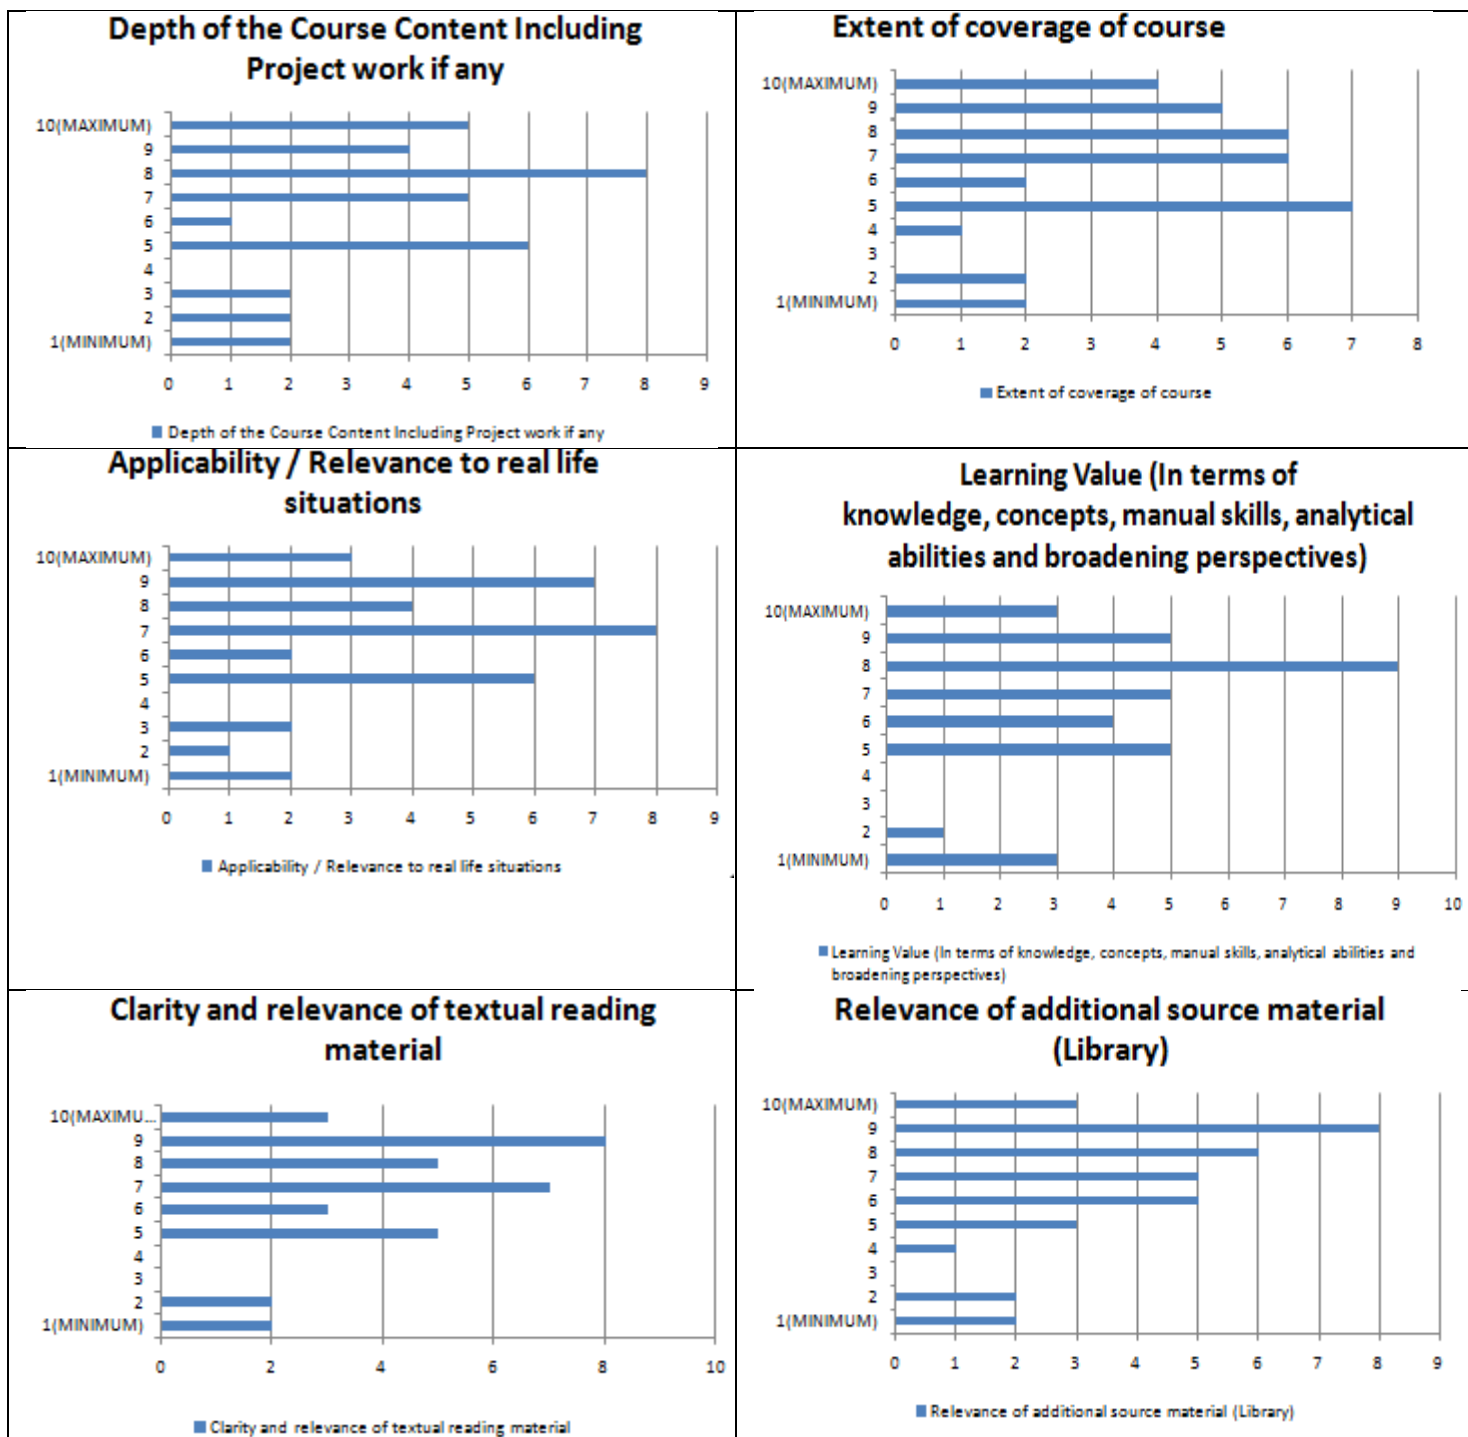 Depth of the Course Content Including
Project work if any
10(MAXIMUM)
9
8
7
6
5
4
3
2
1(MINIMUM)
0 1 2 3 4 5 6 7 8 9
Depth of the Course Content Including Project work if any
Extent of coverage of course
10(MAXIMUM)
9
8
7
6
5
4
3
2
1(MINIMUM)
0 1 2 3 4 5 6 7 8
Extent of coverage of course
Applicability / Relevance to real life
situations
10(MAXIMUM)
9
8
7
6
5
4
3
2
1(MINIMUM)
0 1 2 3 4 5 6 7 8 9
Applicability / Relevance to real life situations
Learning Value (In terms of
knowledge, concepts, manual skills, analytical
abilities and broadening perspectives)
10(MAXIMUM)
9
8
7
6
5
4
3
2
1(MINIMUM)
0 1 2 3 4 5 6 7 8 9 10
Learning Value (In terms of knowledge, concepts, manual skills, analytical abilities and
broadening perspectives)
Clarity and relevance of textual reading
material
10(MAXIMU...
9
8
7
6
5
4
3
2
1(MINIMUM)
0 2 4 6 8 10
Clarity and relevance of textual reading material
Relevance of additional source material
(Library)
10(MAXIMUM)
9
8
7
6
5
4
3
2
1(MINIMUM)
0 1 2 3 4 5 6 7 8 9
Relevance of additional source material (Library)